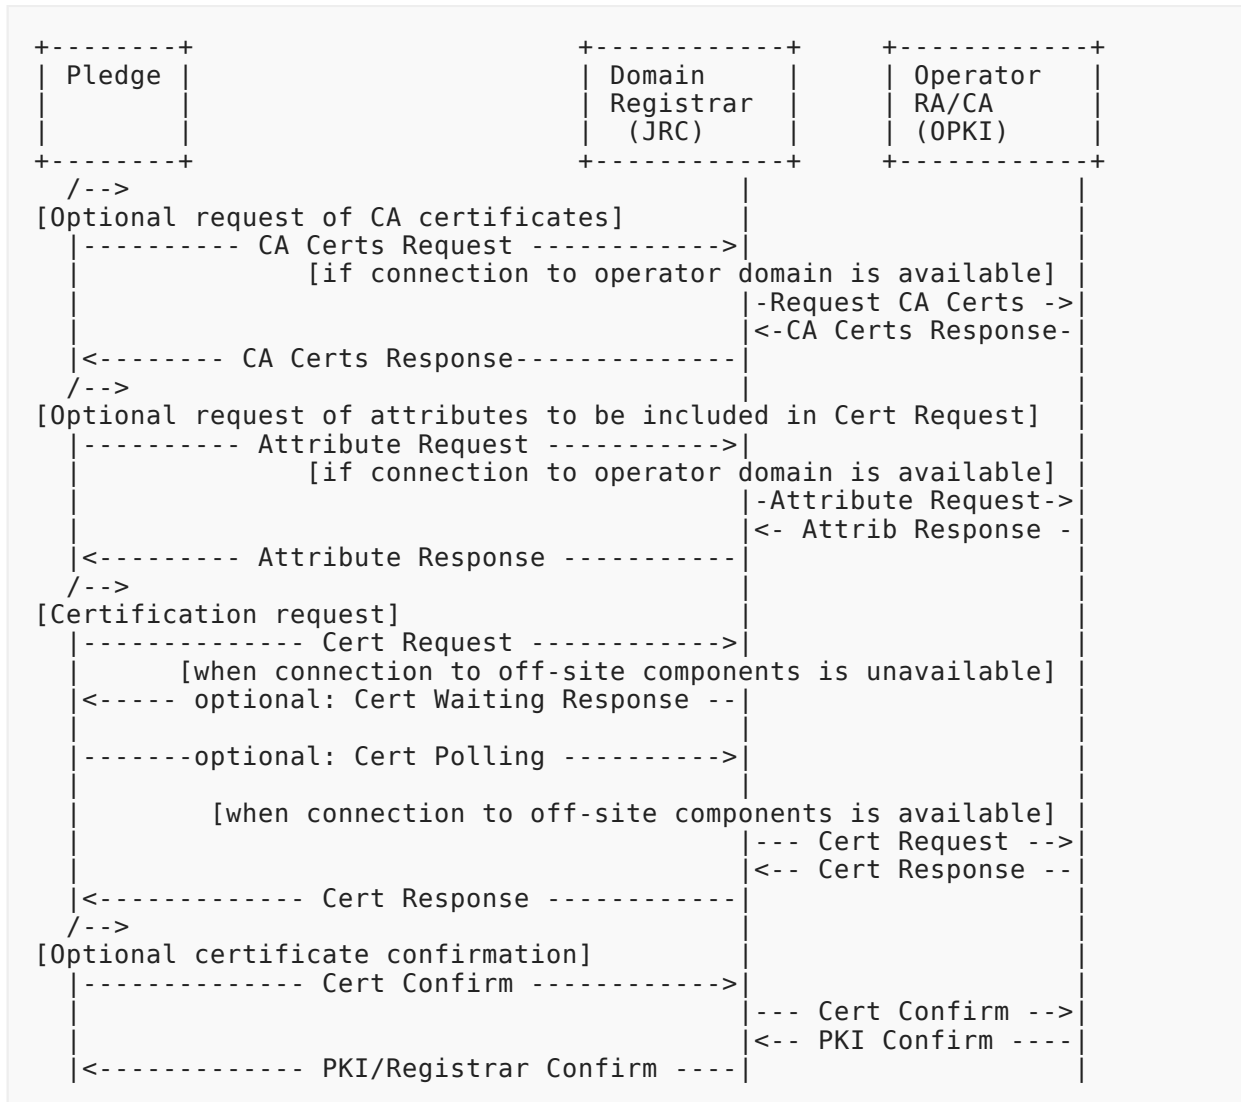 +--------+                         +------------+     +------------+
| Pledge |                         | Domain     |     | Operator   |
|        |                         | Registrar  |     | RA/CA      |
|        |                         |  (JRC)     |     | (OPKI)     |
+--------+                         +------------+     +------------+
  /-->                                       |                    |
[Optional request of CA certificates]        |                    |
  |---------- CA Certs Request ------------>|                    |
  |              [if connection to operator domain is available] |
  |                                         |-Request CA Certs ->|
  |                                         |<-CA Certs Response-|
  |<-------- CA Certs Response--------------|                    |
  /-->                                      |                    |
[Optional request of attributes to be included in Cert Request]  |
  |---------- Attribute Request ----------->|                    |
  |              [if connection to operator domain is available] |
  |                                         |-Attribute Request->|
  |                                         |<- Attrib Response -|
  |<--------- Attribute Response -----------|                    |
  /-->                                      |                    |
[Certification request]                     |                    |
  |-------------- Cert Request ------------>|                    |
  |      [when connection to off-site components is unavailable] |
  |<----- optional: Cert Waiting Response --|                    |
  |                                         |                    |
  |-------optional: Cert Polling ---------->|                    |
  |                                         |                    |
  |        [when connection to off-site components is available] |
  |                                         |--- Cert Request -->|
  |                                         |<-- Cert Response --|
  |<------------- Cert Response ------------|                    |
  /-->                                      |                    |
[Optional certificate confirmation]         |                    |
  |-------------- Cert Confirm ------------>|                    |
  |                                         |--- Cert Confirm -->|
  |                                         |<-- PKI Confirm ----|
  |<------------- PKI/Registrar Confirm ----|                    |